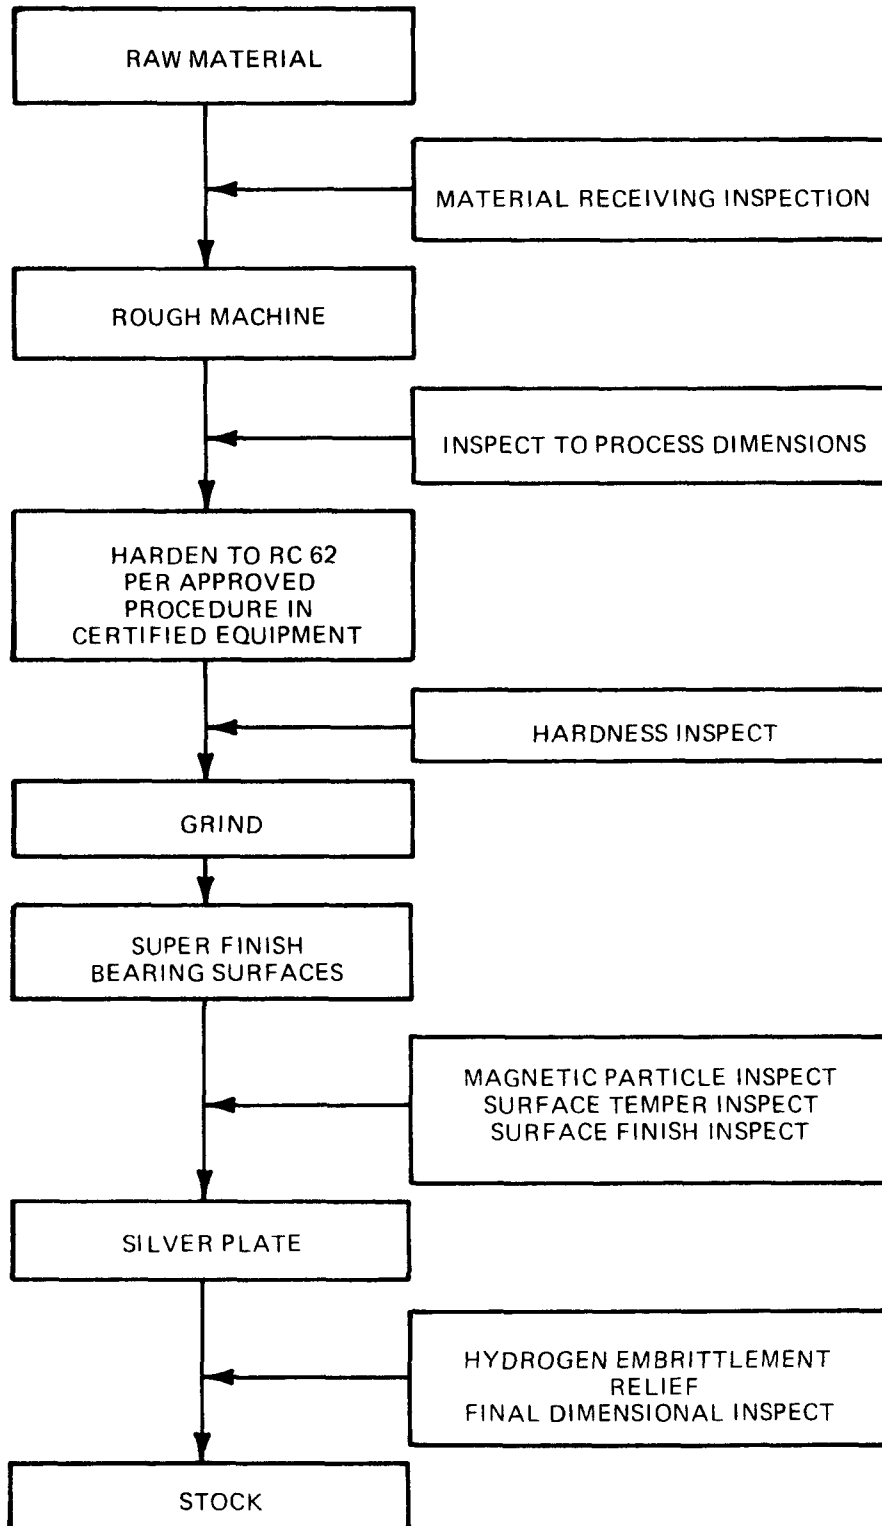 RAW MATERIAL
MATERIAL RECEIVING INSPECTION
ROUGH MACHINE
INSPECT TO PROCESS DIMENSIONS
HARDEN TO RC 62
PER APPROVED
PROCEDURE IN
CERTIFIED EQUIPMENT
HARDNESS INSPECT
GRIND
SUPER FINISH
BEARING SURFACES
MAGNETIC PARTICLE INSPECT
SURFACE TEMPER INSPECT
SURFACE FINISH INSPECT
SILVER PLATE
HYDROGEN EMBRITTLEMENT
RELIEF
FINAL DIMENSIONAL INSPECT
STOCK